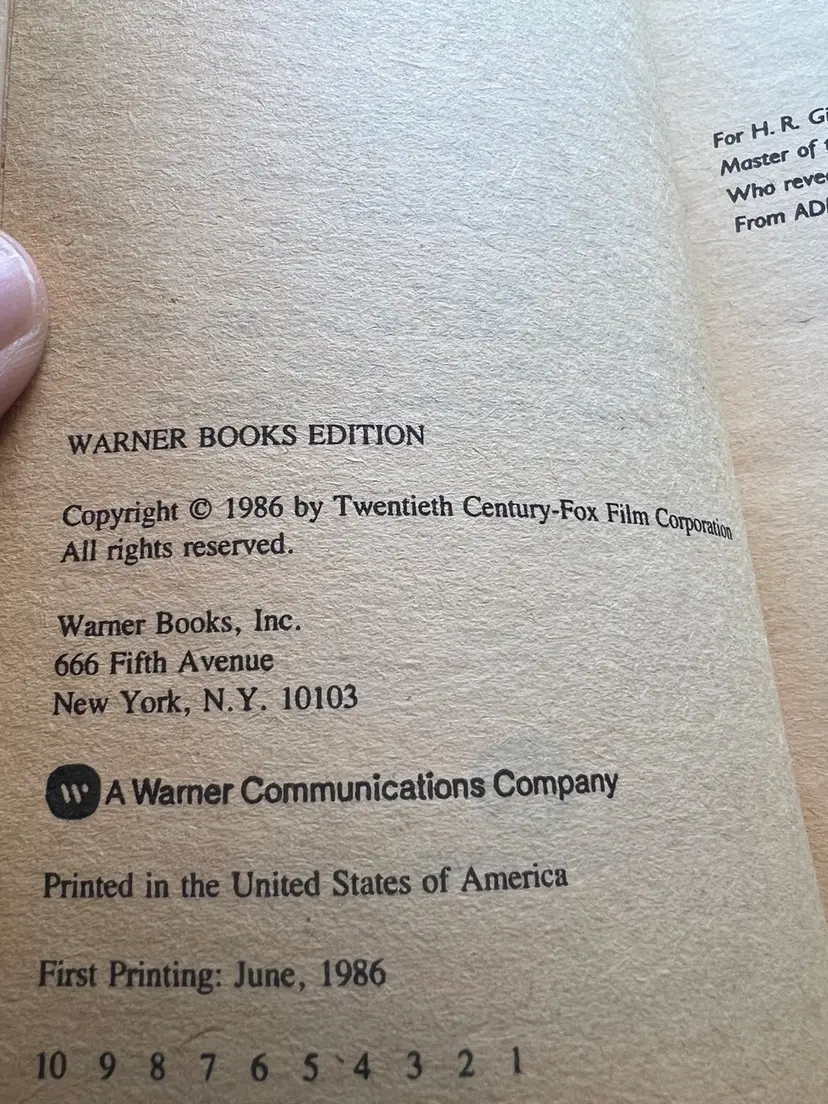 WARNER BOOKS EDITION
Copyright © 1986 by Twentieth Century-Fox Film Corporation
All rights reserved.
Warner Books, Inc.
666 Fifth Avenue
New York, N.Y. 10103
A Warner Communications Company
Printed in the United States of America
First Printing: June, 1986
10 9 8 7 6 5 4 3 2 1
For H. R.
Master of
Who
From